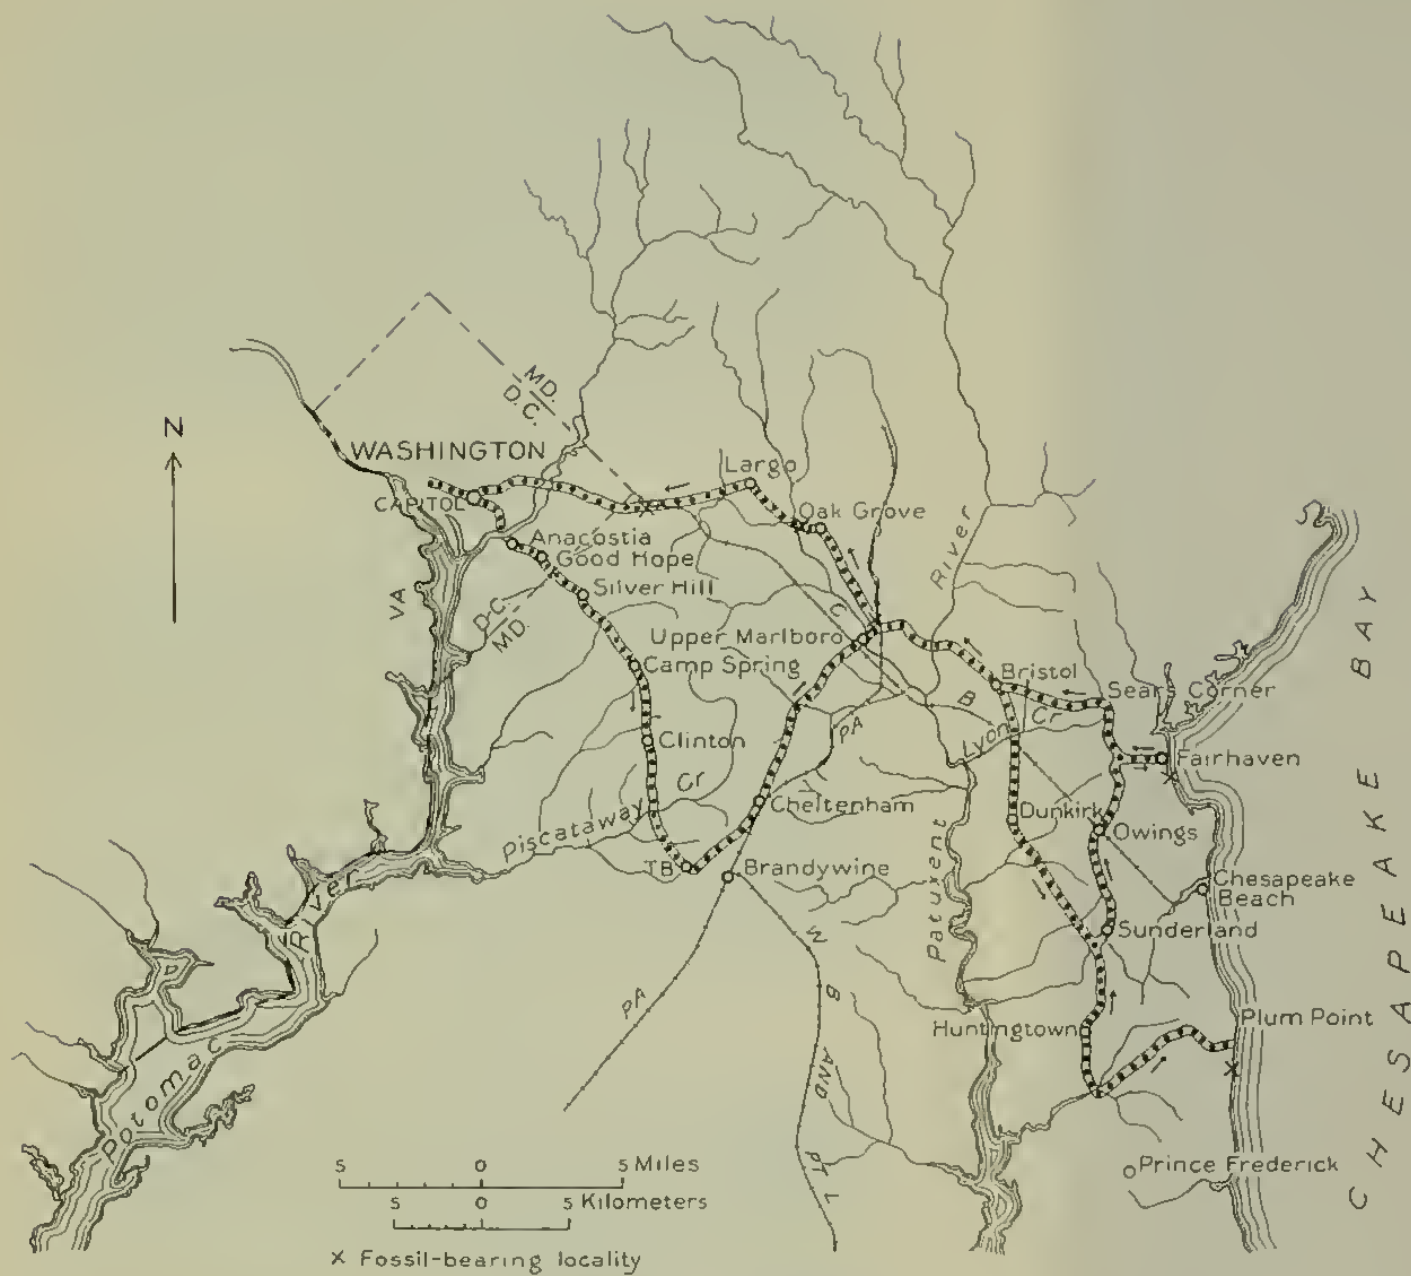 N
MD.
D.C.
WASHINGTON
CAPITOL
Largo
Oak Grove
Anacostia
Good Hope
Silver Hill
VA
D.C.
MD.
River
C
Upper Marlboro
Camp Spring
Bristol
B
Sears Corner
PA
Lyon
Cr
Clinton
Fairhaven
Cr
Cheltenham
Dunkirk
Owings
Piscataway
TB
Brandywine
Chesapeake
Beach
River
Patuxent
W
Sunderland
PA
B
Huntingtown
Plum Point
Potomac
AND
CHESAPEAKE BAY
5 0 5 Miles
Prince Frederick
PT L
5 0 5 Kilometers
x Fossil-bearing locality